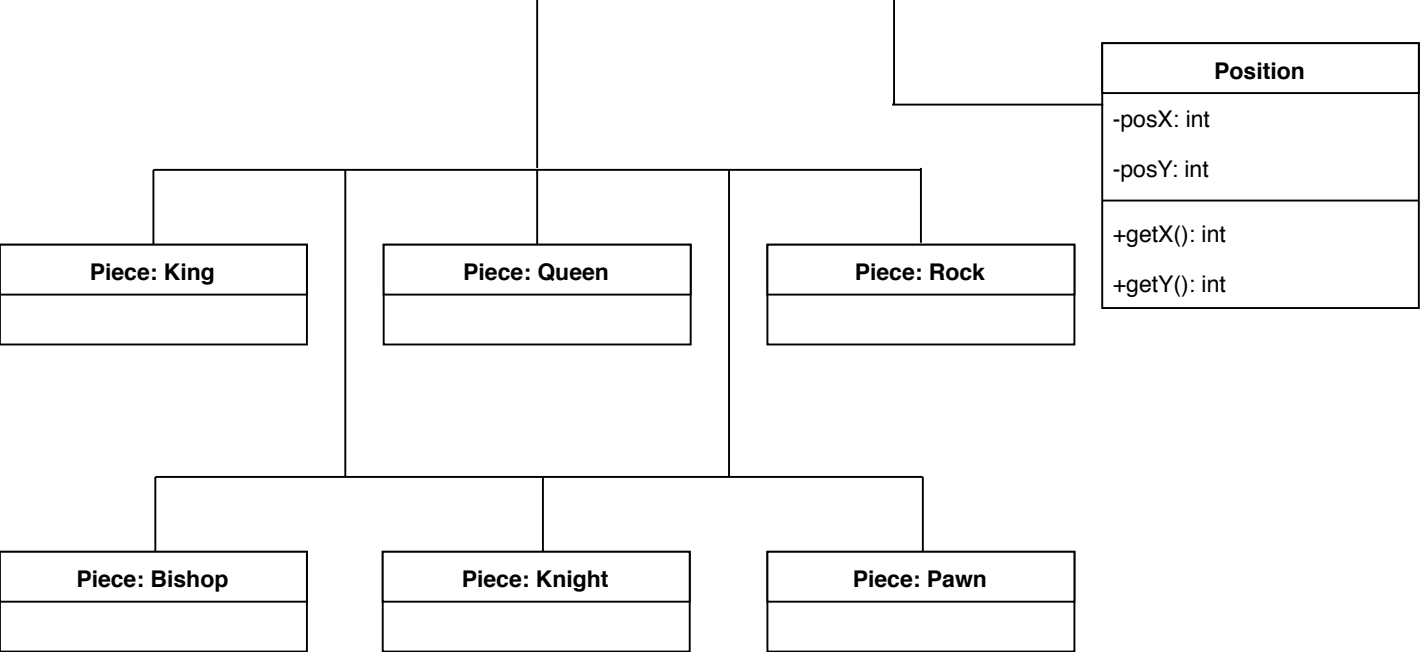 Position
-posX: int
-posY: int
+getX(): int
+getY(): int
Piece: King
Piece: Queen
Piece: Rock
Piece: Bishop
Piece: Knight
Piece: Pawn